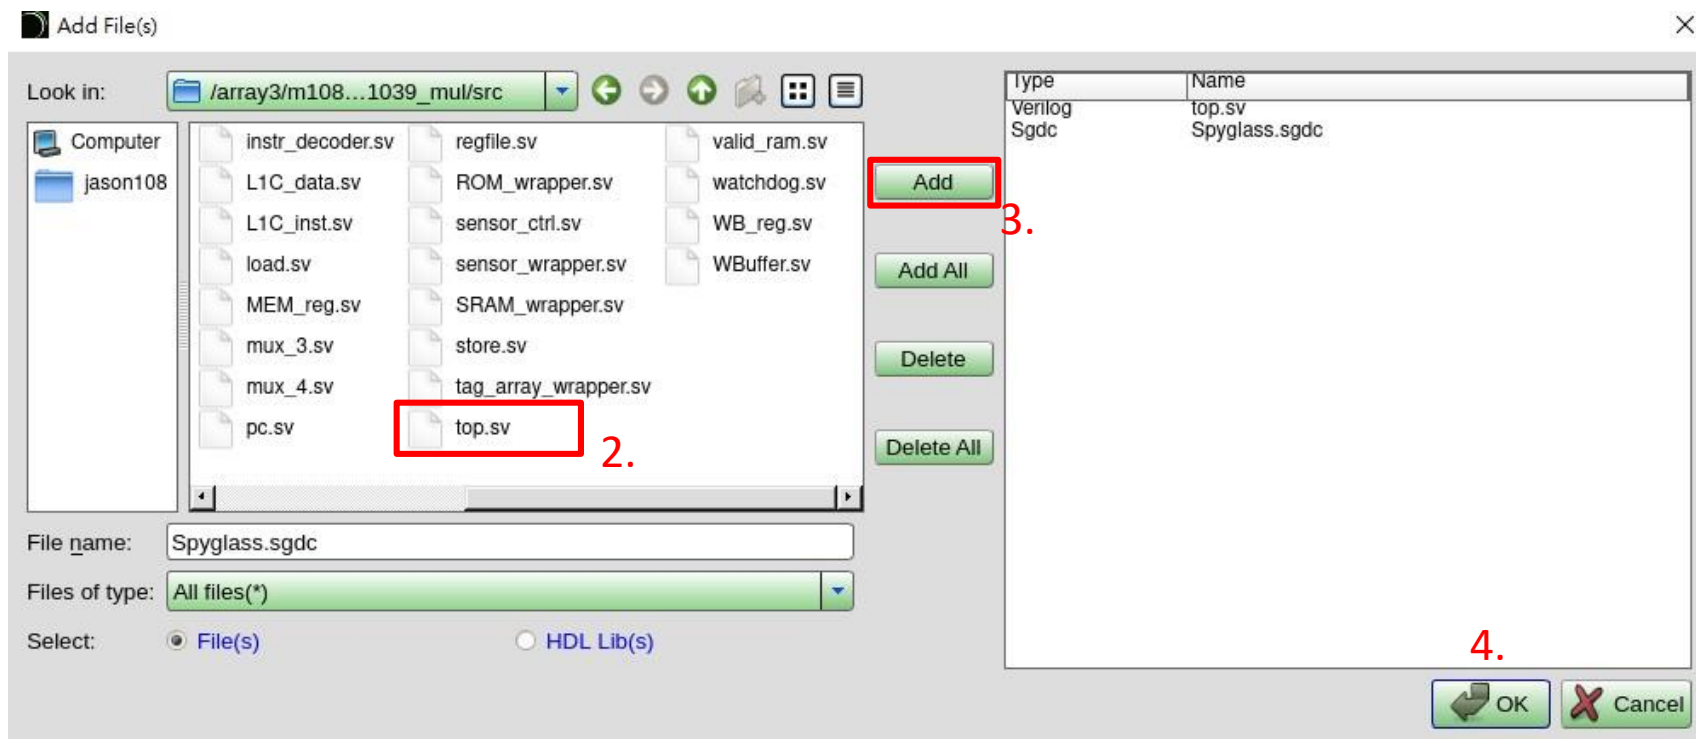 Add File(s)
Look in: /array3/m108...1039_mul/src
Type Name
Verilog top.sv
Sgdc Spyglass.sgdc
Computer
jason108
instr_decoder.sv regfile.sv valid_ram.sv
L1C_data.sv ROM_wrapper.sv watchdog.sv
L1C_inst.sv sensor_ctrl.sv WB_reg.sv
load.sv sensor_wrapper.sv WBuffer.sv
MEM_reg.sv SRAM_wrapper.sv
mux_3.sv store.sv
mux_4.sv tag_array_wrapper.sv
pc.sv top.sv
2.
Add
3.
Add All
Delete
Delete All
File name: Spyglass.sgdc
Files of type: All files(*)
Select: File(s) HDL Lib(s)
4.
OK Cancel